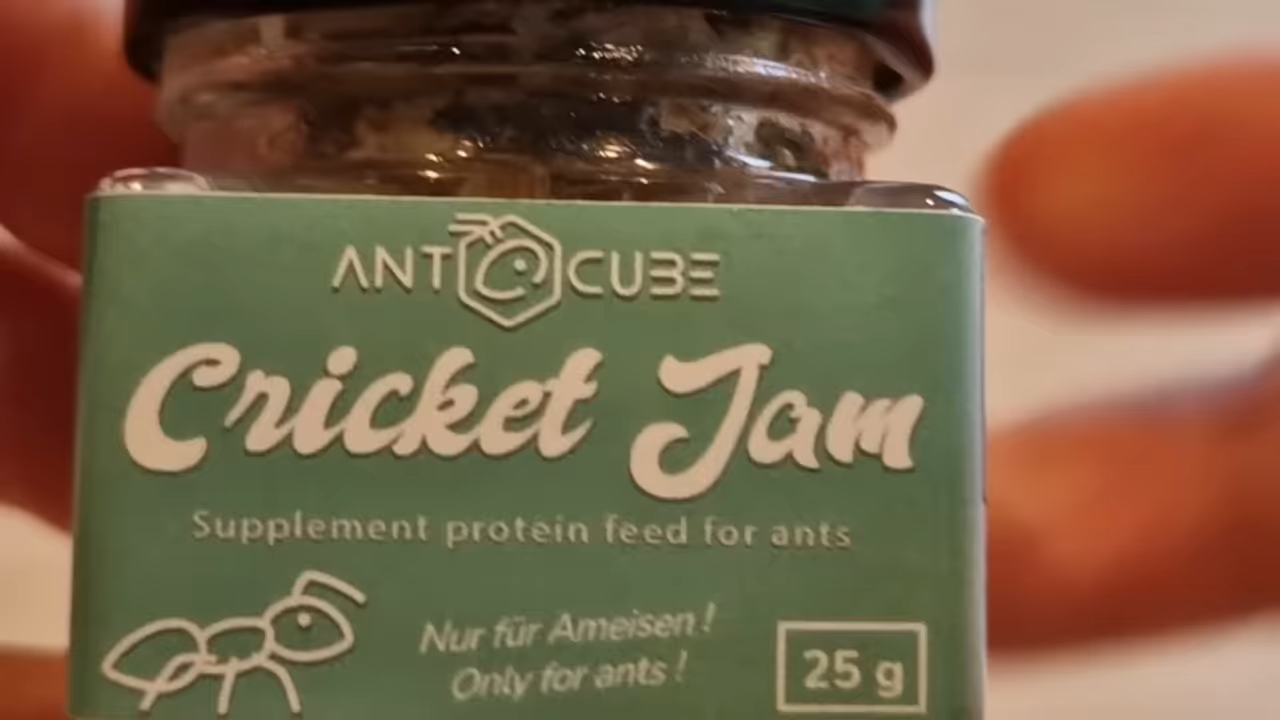 ANT CUBE
Cricket Jam
Supplement protein feed for ants
Nur für Ameisen!
Only for ants!
25 g